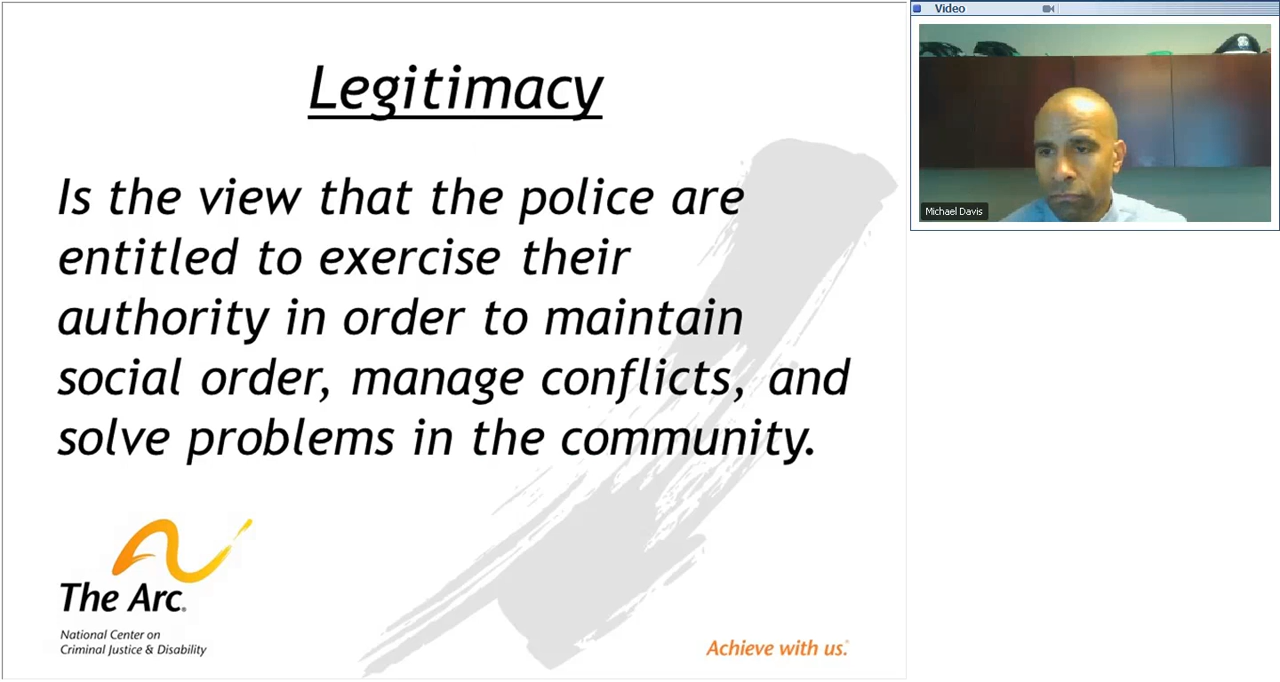 Legitimacy
Is the view that the police are
entitled to exercise their
authority in order to maintain
social order, manage conflicts, and
solve problems in the community.
The Arc®
National Center on
Criminal Justice & Disability
Achieve with us.
Video
Michael Davis